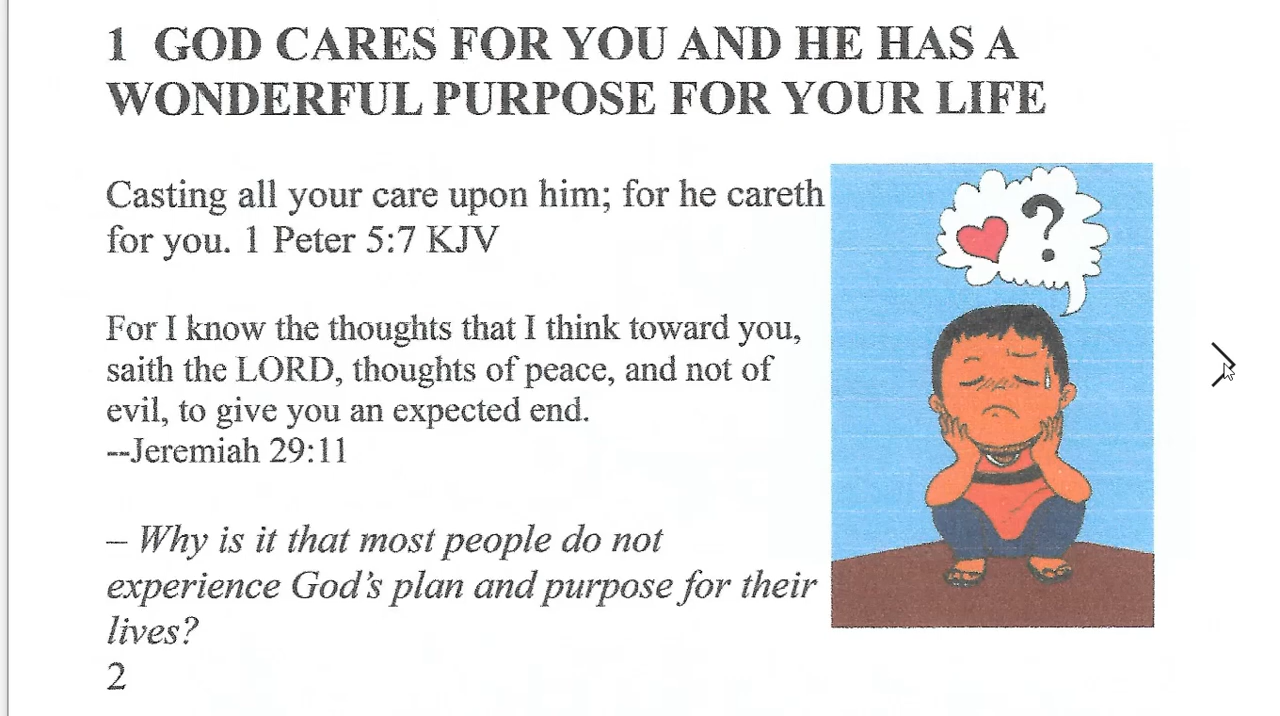 1 GOD CARES FOR YOU AND HE HAS A
WONDERFUL PURPOSE FOR YOUR LIFE
Casting all your care upon him; for he careth
for you. 1 Peter 5:7 KJV
For I know the thoughts that I think toward you,
saith the LORD, thoughts of peace, and not of
evil, to give you an expected end.
--Jeremiah 29:11
– Why is it that most people do not
experience God’s plan and purpose for their
lives?
2
?